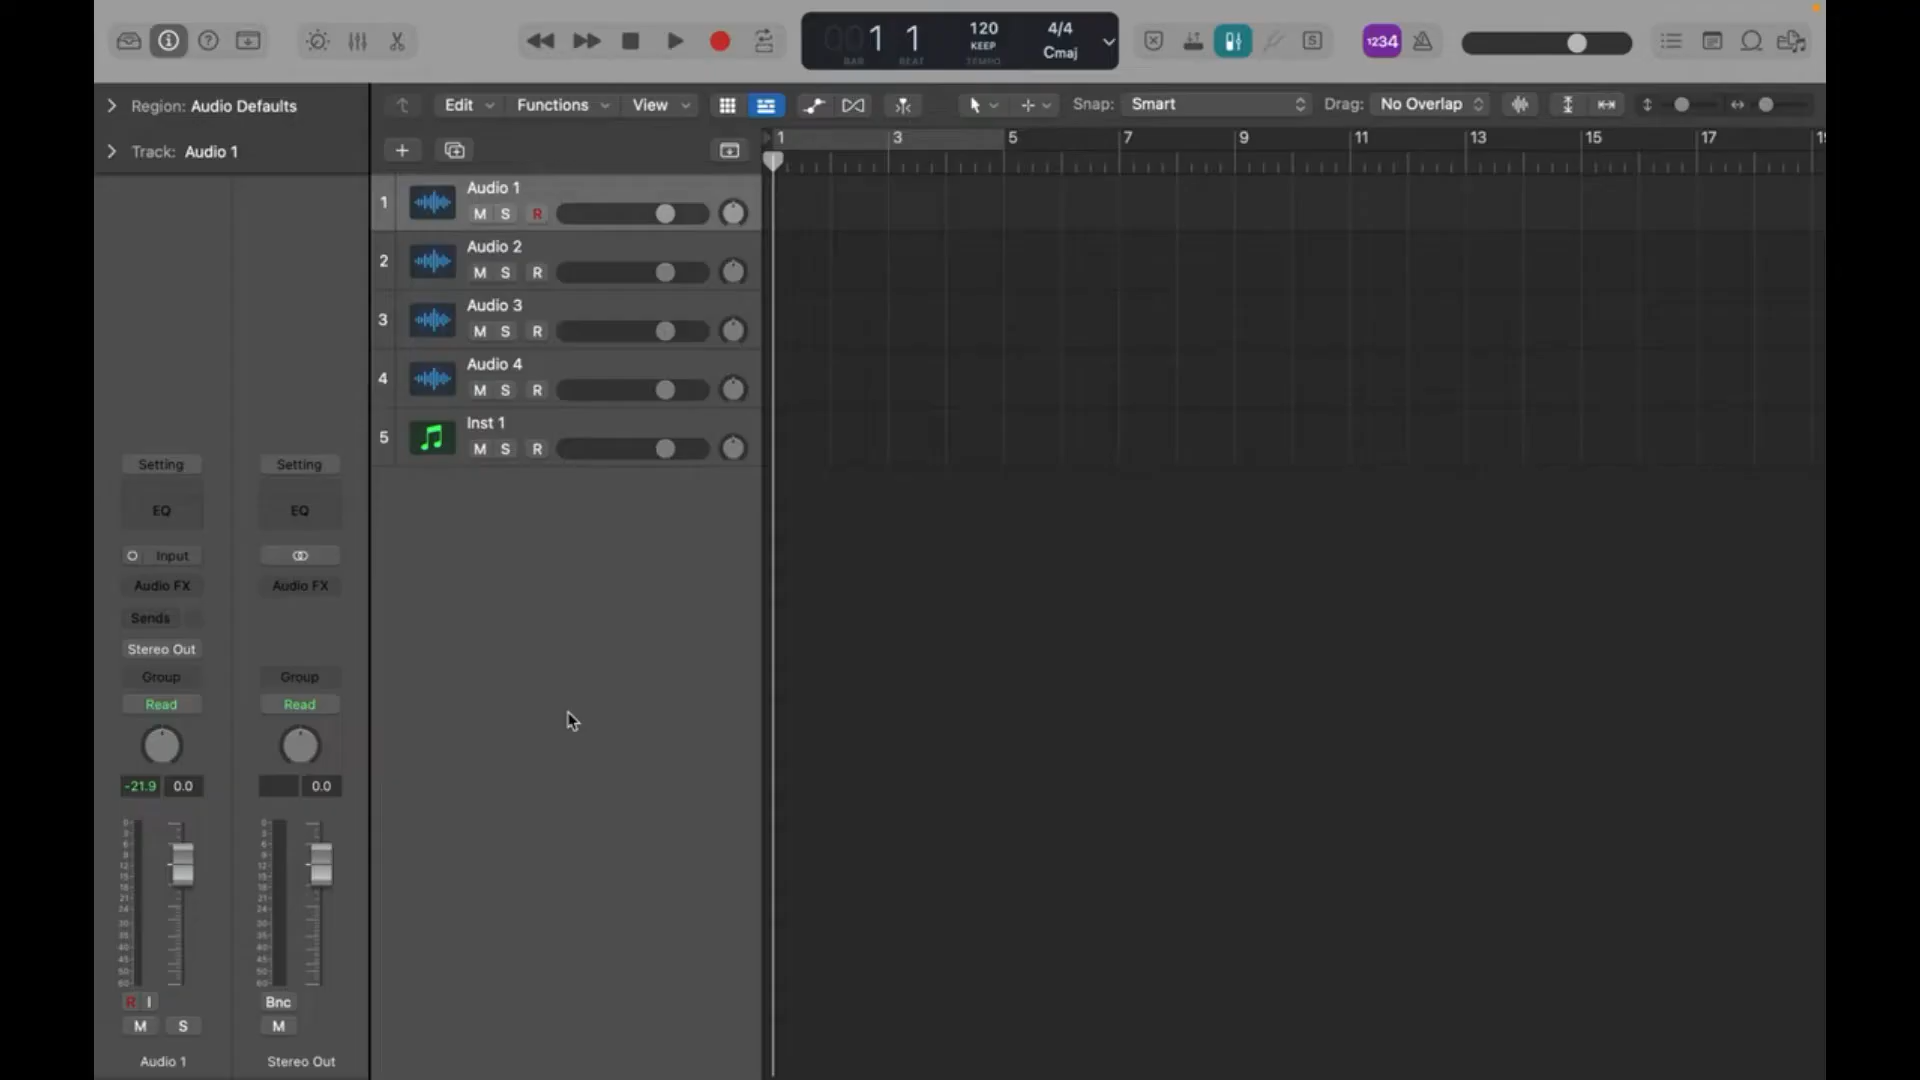 001 1
BAR BEAT
120
KEEP
TEMPO
4/4
Cmaj
S
1234
Region: Audio Defaults
Edit
Functions
View
Snap: Smart
Drag: No Overlap
Track: Audio 1
1 3 5 7 9 11 13 15 17
1
Audio 1
M S R
2
Audio 2
M S R
3
Audio 3
M S R
4
Audio 4
M S R
5
Inst 1
M S R
Setting
Setting
EQ
EQ
Input
Audio FX
Audio FX
Sends
Stereo Out
Group
Group
Read
Read
-21.9 0.0
0.0
R I
Bnc
M S
M
Audio 1
Stereo Out